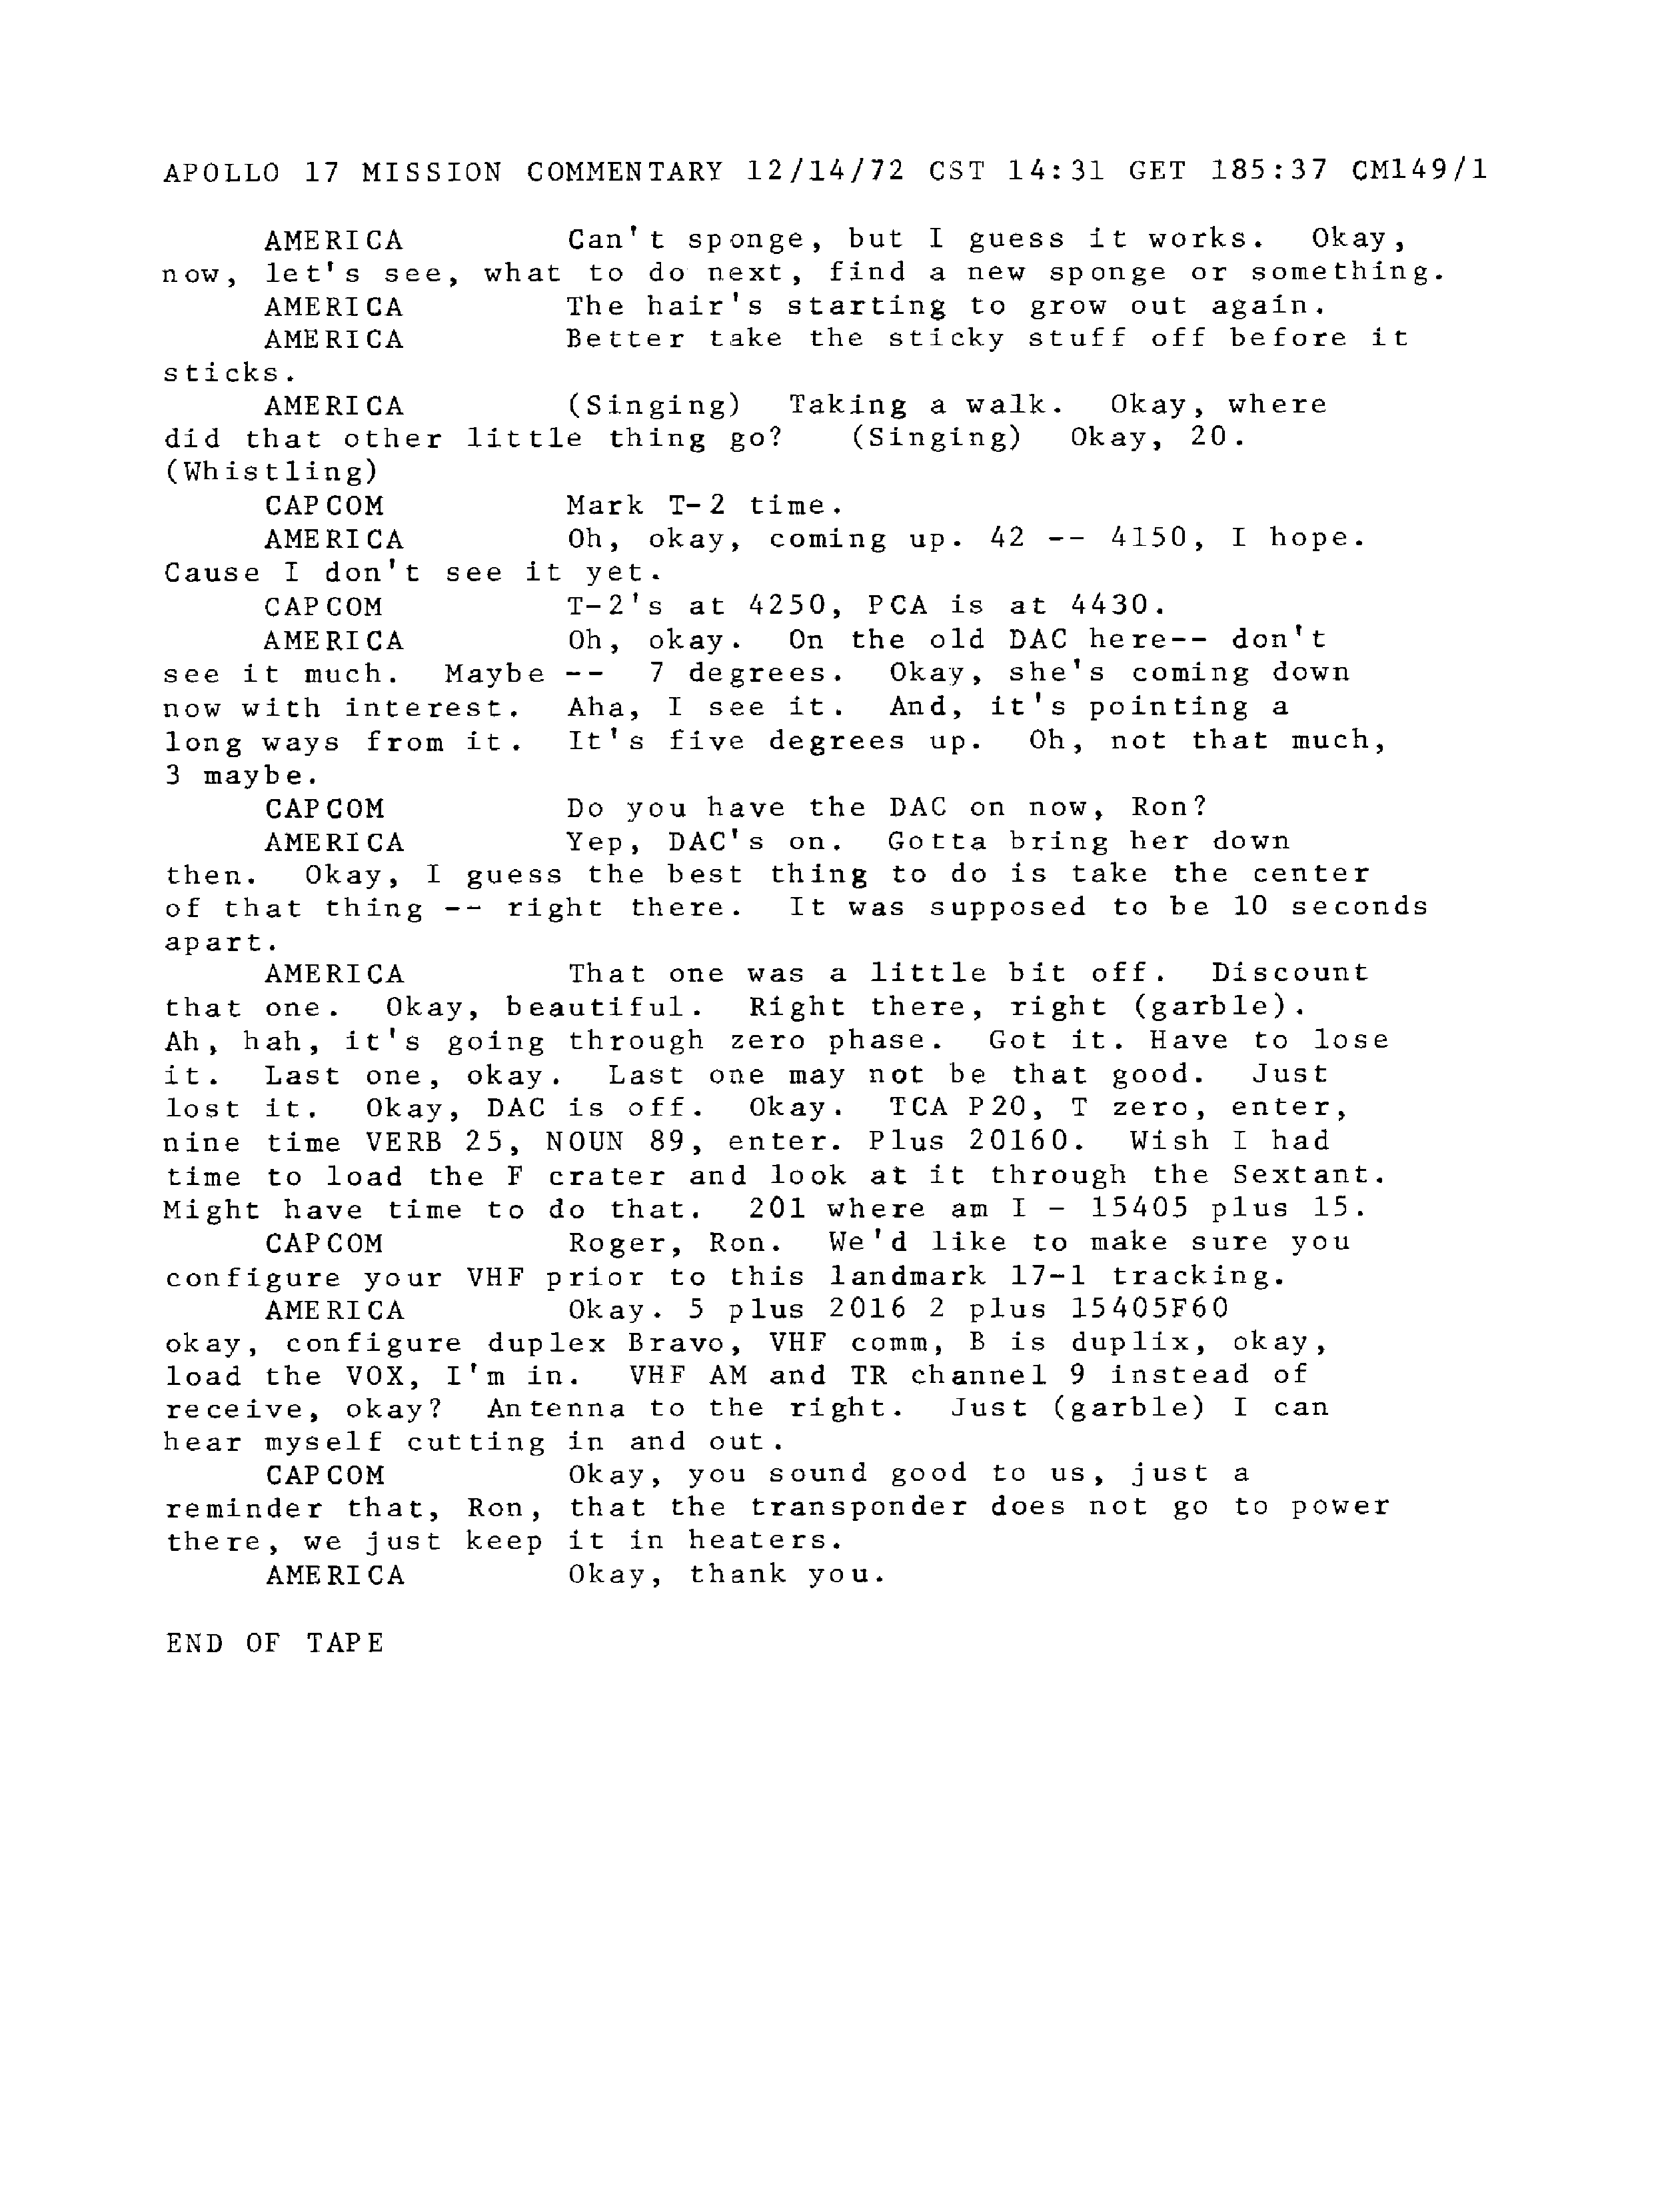 APOLLO 17 MISSION COMMENTARY 12/14/72 CST 14:31 GET 185:37 CM149/1
AMERICA Can't sponge, but I guess it works. Okay,
now, let's see, what to do next, find a new sponge or something.
AMERICA The hair's starting to grow out again.
AMERICA Better take the sticky stuff off before it
sticks.
AMERICA (Singing) Taking a walk. Okay, where
did that other little thing go? (Singing) Okay, 20.
(Whistling)
CAPCOM Mark T-2 time.
AMERICA Oh, okay, coming up. 42 -- 4150, I hope.
Cause I don't see it yet.
CAPCOM T-2's at 4250, PCA is at 4430.
AMERICA Oh, okay. On the old DAC here-- don't
see it much. Maybe -- 7 degrees. Okay, she's coming down
now with interest. Aha, I see it. And, it's pointing a
long ways from it. It's five degrees up. Oh, not that much,
3 maybe.
CAPCOM Do you have the DAC on now, Ron?
AMERICA Yep, DAC's on. Gotta bring her down
then. Okay, I guess the best thing to do is take the center
of that thing -- right there. It was supposed to be 10 seconds
apart.
AMERICA That one was a little bit off. Discount
that one. Okay, beautiful. Right there, right (garble).
Ah, hah, it's going through zero phase. Got it. Have to lose
it. Last one, okay. Last one may not be that good. Just
lost it. Okay, DAC is off. Okay. TCA P20, T zero, enter,
nine time VERB 25, NOUN 89, enter. Plus 20160. Wish I had
time to load the F crater and look at it through the Sextant.
Might have time to do that. 201 where am I - 15405 plus 15.
CAPCOM Roger, Ron. We'd like to make sure you
configure your VHF prior to this landmark 17-1 tracking.
AMERICA Okay. 5 plus 2016 2 plus 15405F60
okay, configure duplex Bravo, VHF comm, B is duplix, okay,
load the VOX, I'm in. VHF AM and TR channel 9 instead of
receive, okay? Antenna to the right. Just (garble) I can
hear myself cutting in and out.
CAPCOM Okay, you sound good to us, just a
reminder that, Ron, that the transponder does not go to power
there, we just keep it in heaters.
AMERICA Okay, thank you.
END OF TAPE